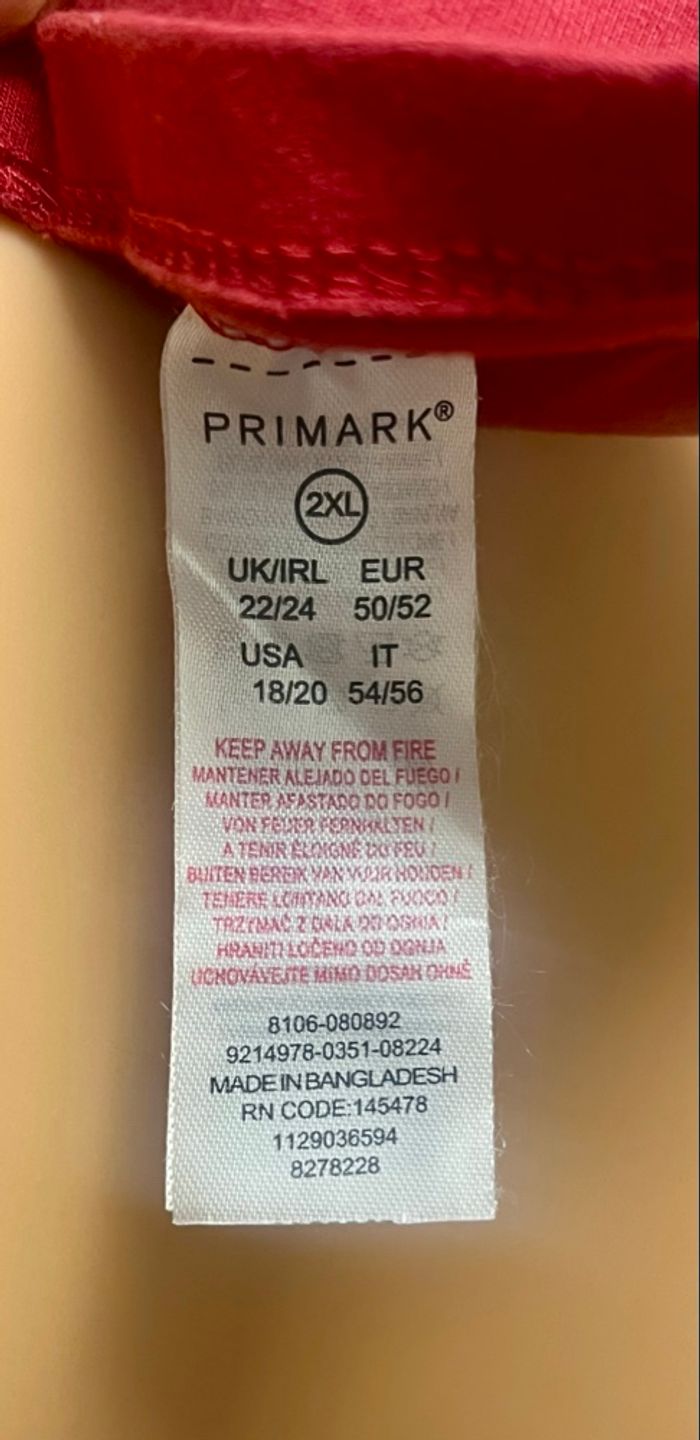 PRIMARK®
2XL
UK/IRL EUR
22/24 50/52
USA IT
18/20 54/56
KEEP AWAY FROM FIRE
MANTENER ALEJADO DEL FUEGO /
MANTER AFASTADO DO FOGO /
VON FEUER FERNHALTEN /
A TENIR ÉLOIGNÉ DU FEU /
BUITEN BEREIK VAN VUUR HOUDEN /
TENERE LONTANO DAL FUOCO /
TRZYMAĆ Z DALA DO OGNIA /
HRANITI LOČENO OD OGNJA
UCHOVÁVEJTE MIMO DOSAH OHNĚ
8106-080892
9214978-0351-08224
MADE IN BANGLADESH
RN CODE:145478
1129036594
8278228